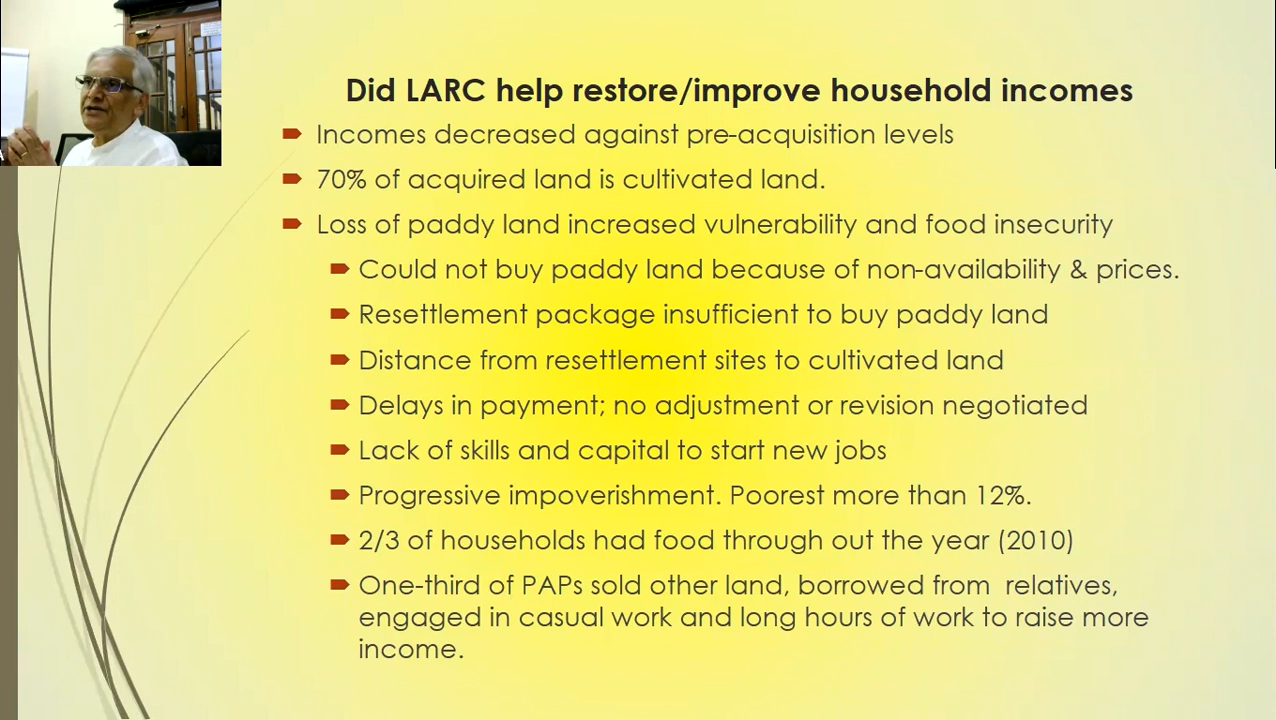 Did LARC help restore/improve household incomes
Incomes decreased against pre-acquisition levels
70% of acquired land is cultivated land.
Loss of paddy land increased vulnerability and food insecurity
Could not buy paddy land because of non-availability & prices.
Resettlement package insufficient to buy paddy land
Distance from resettlement sites to cultivated land
Delays in payment; no adjustment or revision negotiated
Lack of skills and capital to start new jobs
Progressive impoverishment. Poorest more than 12%.
2/3 of households had food through out the year (2010)
One-third of PAPs sold other land, borrowed from relatives,
engaged in casual work and long hours of work to raise more
income.